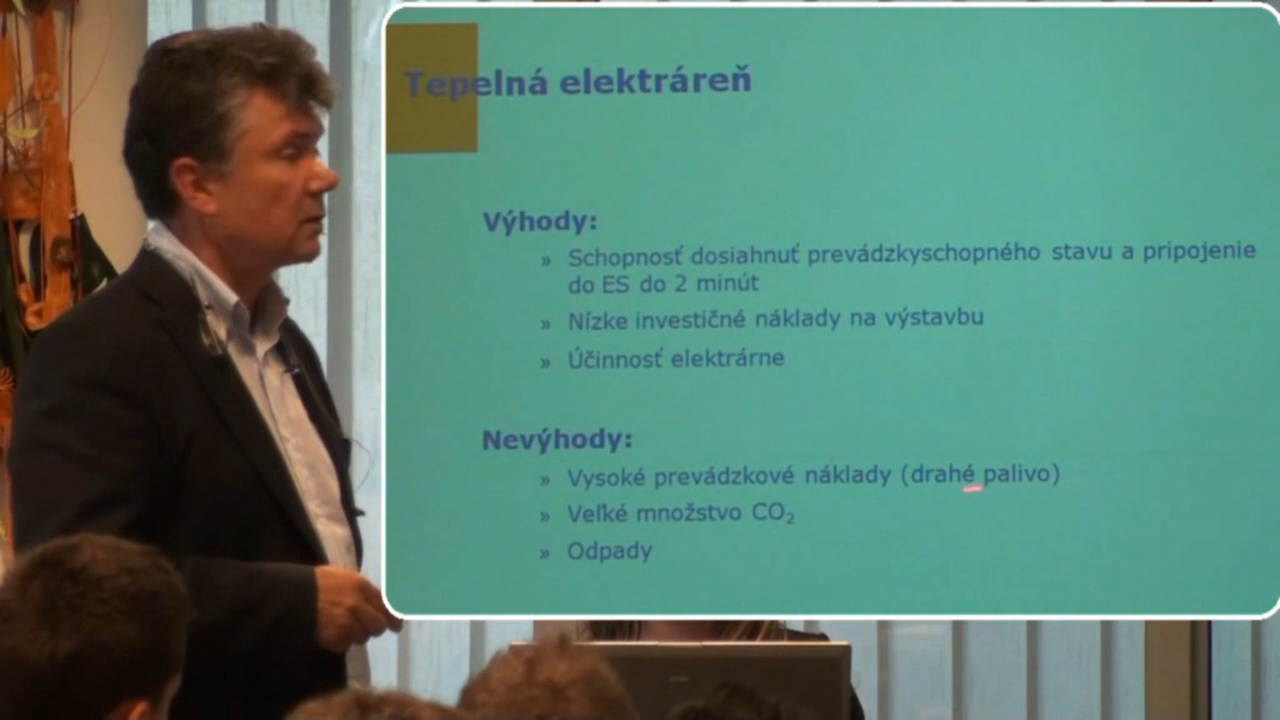 Tepelná elektráreň
Výhody:
» Schopnosť dosiahnuť prevádzkyschopného stavu a pripojenie
do ES do 2 minút
» Nízke investičné náklady na výstavbu
» Účinnosť elektrárne
Nevýhody:
» Vysoké prevádzkové náklady (drahé palivo)
» Veľké množstvo CO₂
» Odpady